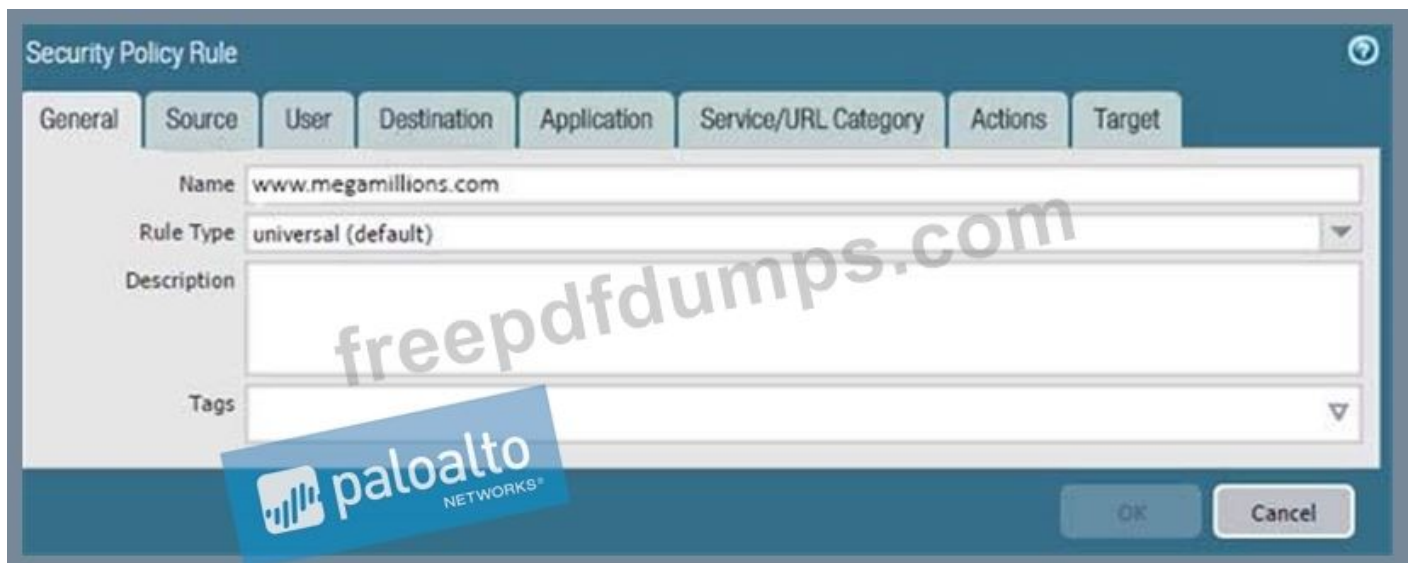 Security Policy Rule
General Source User Destination Application Service/URL Category Actions Target
Name www.megamillions.com
Rule Type universal (default)
Description
freepdfdumps.com
Tags
paloalto
NETWORKS®
OK Cancel